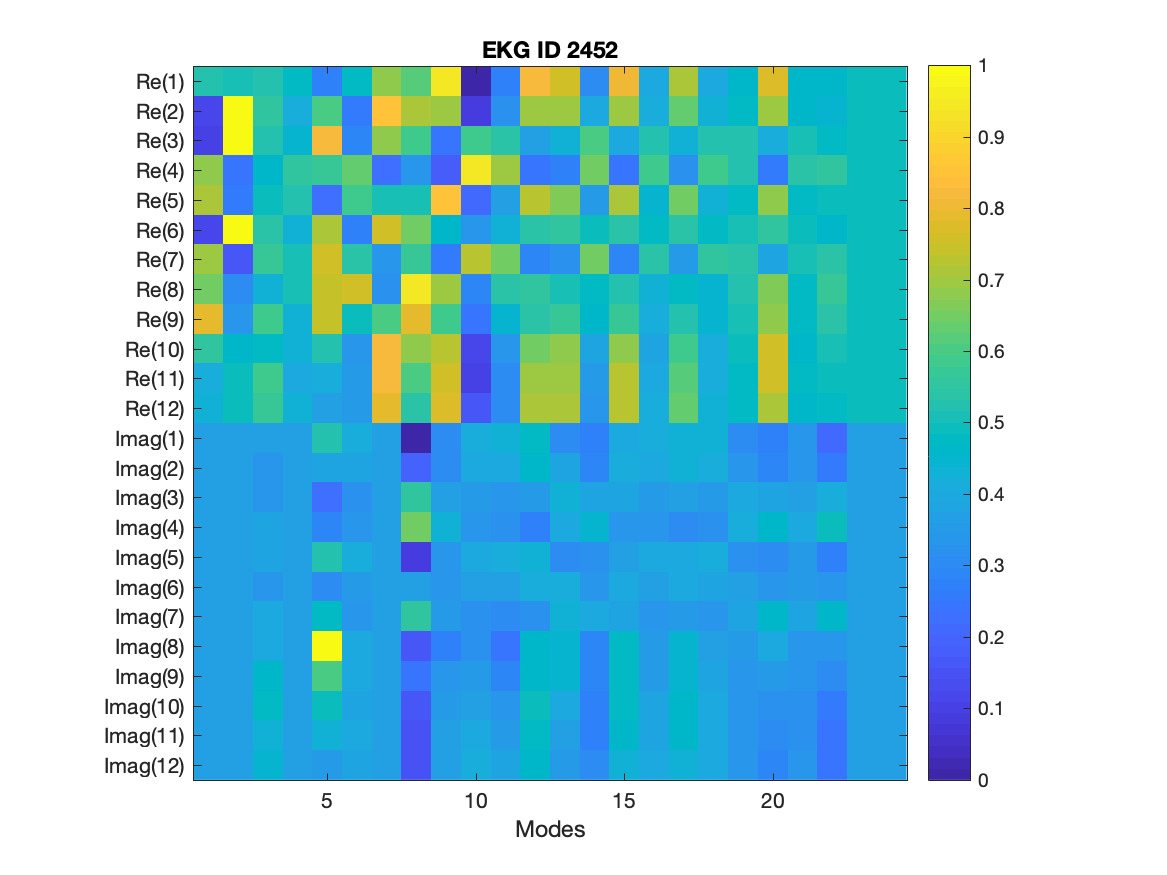 EKG ID 2452
Re(1)
Re(2)
Re(3)
Re(4)
Re(5)
Re(6)
Re(7)
Re(8)
Re(9)
Re(10)
Re(11)
Re(12)
Imag(1)
Imag(2)
Imag(3)
Imag(4)
Imag(5)
Imag(6)
Imag(7)
Imag(8)
Imag(9)
Imag(10)
Imag(11)
Imag(12)
5 10 15 20
Modes
1
0.9
0.8
0.7
0.6
0.5
0.4
0.3
0.2
0.1
0